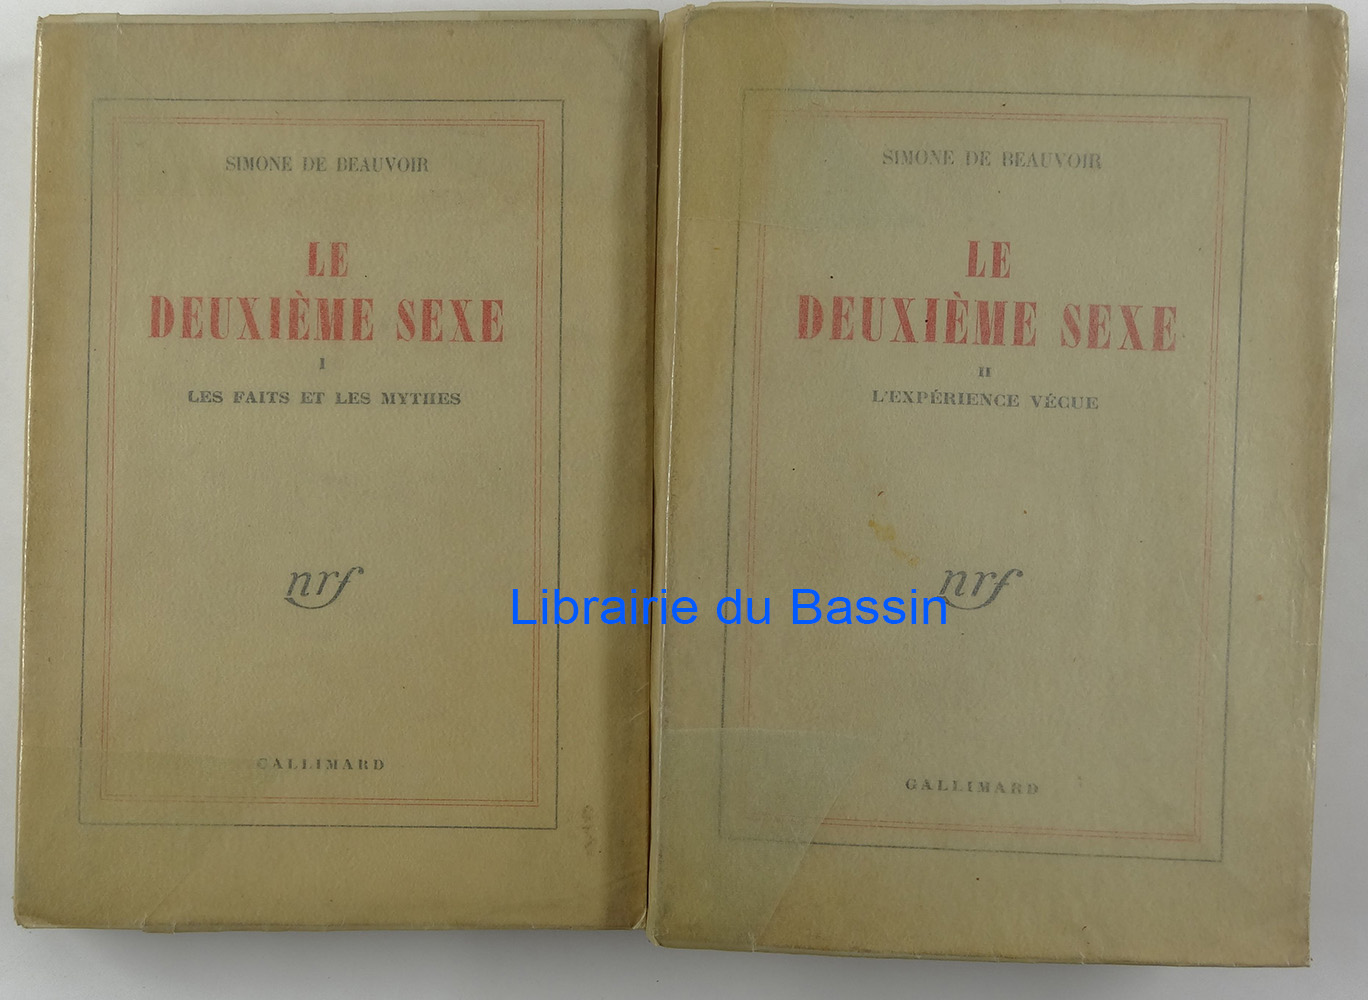 SIMONE DE BEAUVOIR
LE
DEUXIÈME SEXE
I
LES FAITS ET LES MYTHES
nrf
GALLIMARD
SIMONE DE BEAUVOIR
LE
DEUXIÈME SEXE
II
L'EXPÉRIENCE VÉCUE
nrf
GALLIMARD
Librairie du Bassin